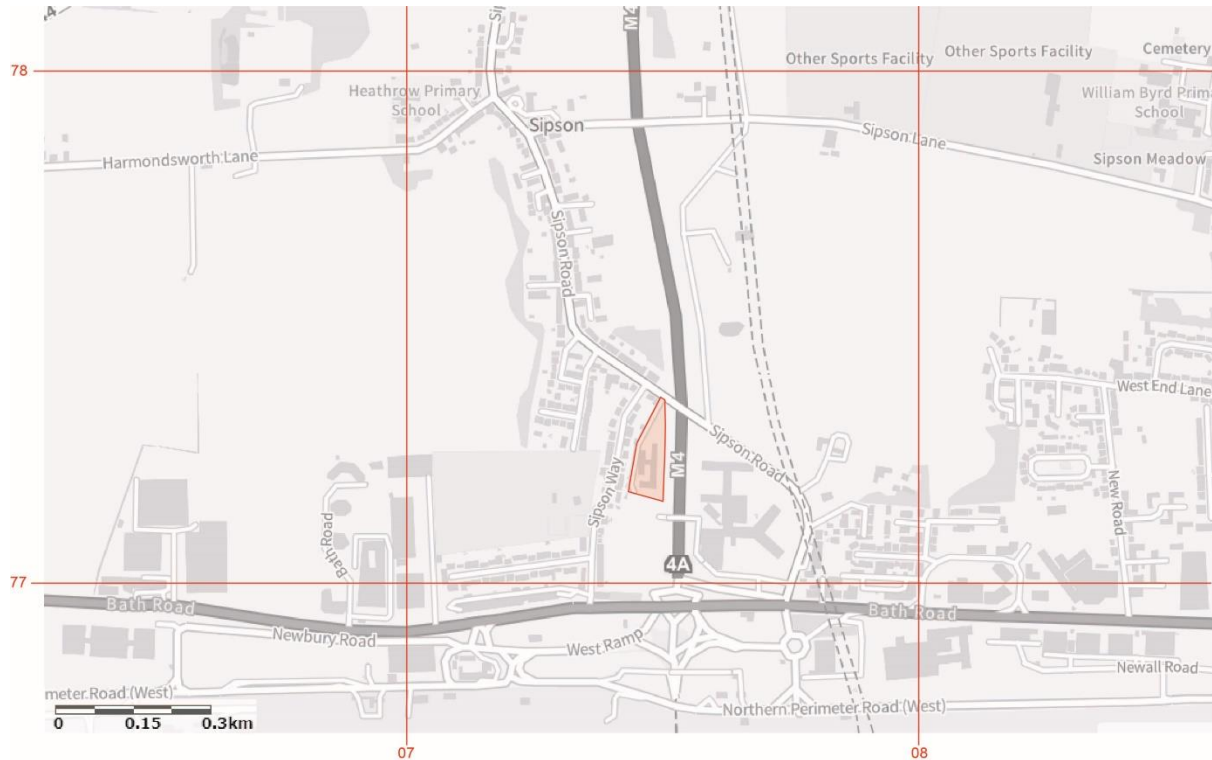 M4
78
Other Sports Facility
Other Sports Facility
Cemetery
Heathrow Primary
School
William Byrd Prim
School
Sipson
Sipson Lane
Harmondsworth Lane
Sipson Meadow
Sipson Road
West End Lane
Sipson Road
M4
Sipson Way
New Road
Bath Road
4A
77
Bath Road
Bath Road
Newbury Road
West Ramp
Newall Road
meter Road (West)
Northern Perimeter Road (West)
0 0.15 0.3km
07
08